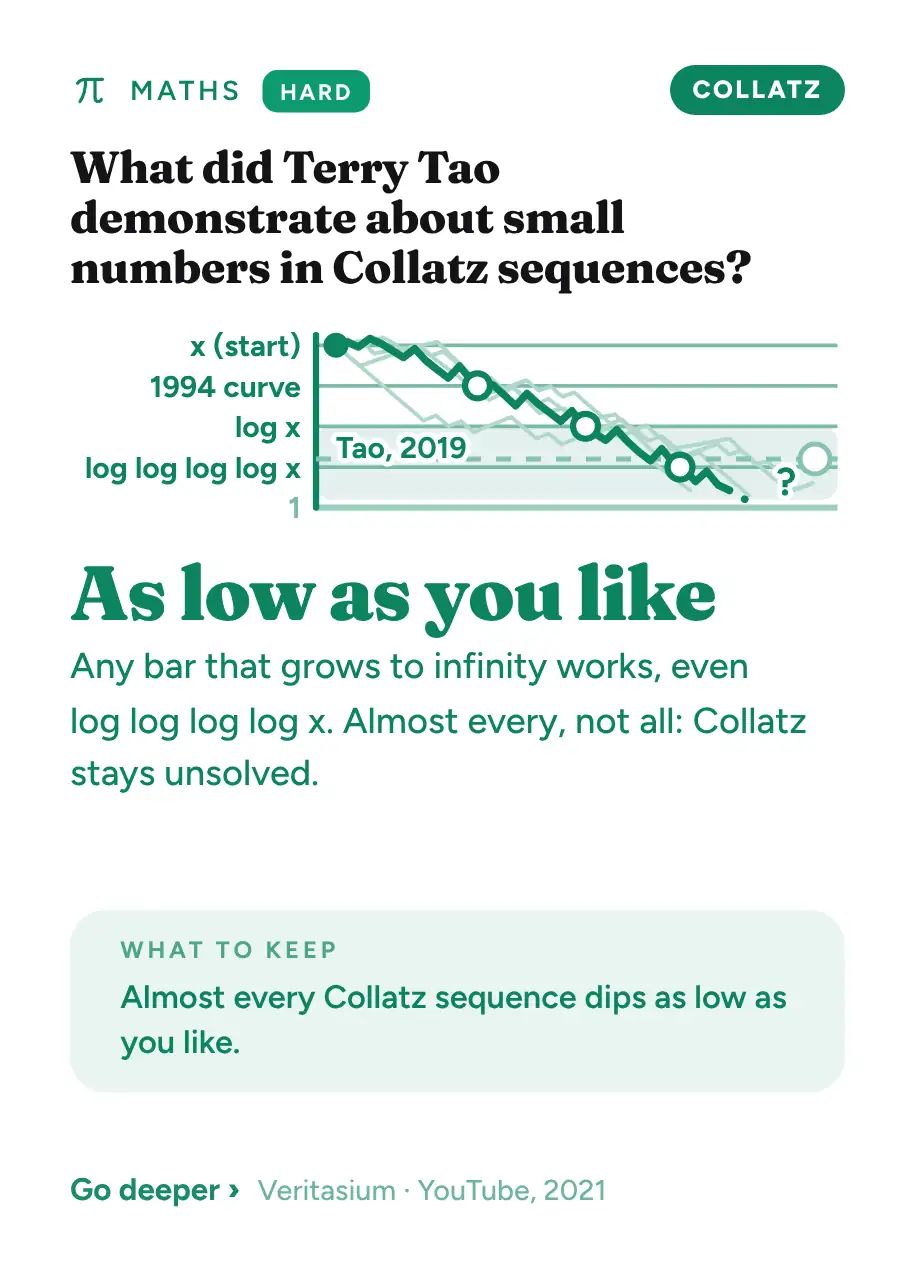 π MATHS HARD COLLATZ
What did Terry Tao
demonstrate about small
numbers in Collatz sequences?
x (start)
1994 curve
log x
Tao, 2019
log log log log x
?
1
As low as you like
Any bar that grows to infinity works, even
log log log log x. Almost every, not all: Collatz
stays unsolved.
WHAT TO KEEP
Almost every Collatz sequence dips as low as
you like.
Go deeper › Veritasium · YouTube, 2021